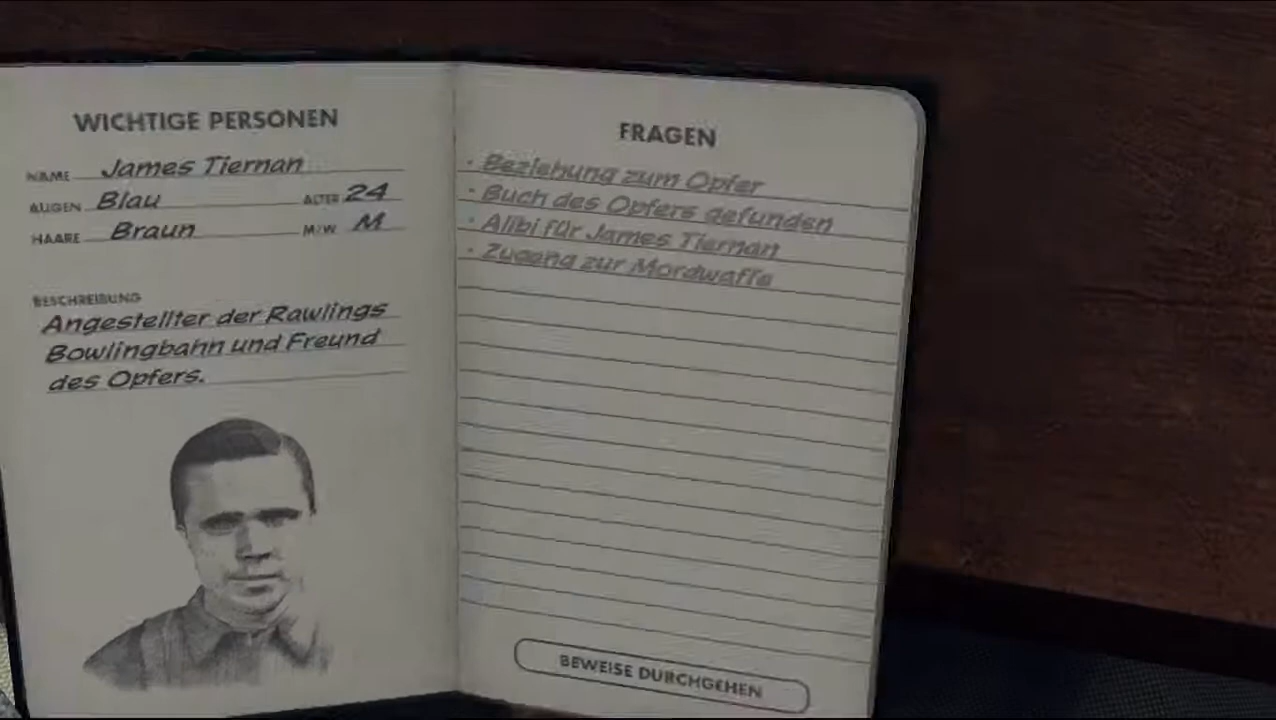 WICHTIGE PERSONEN
NAME James Tiernan
AUGEN Blau ALTER 24
HAARE Braun M/W M
BESCHREIBUNG
Angestellter der Rawlings
Bowlingbahn und Freund
des Opfers.
FRAGEN
· Beziehung zum Opfer
· Buch des Opfers gefunden
· Alibi für James Tiernan
· Zugang zur Mordwaffe
BEWEISE DURCHGEHEN